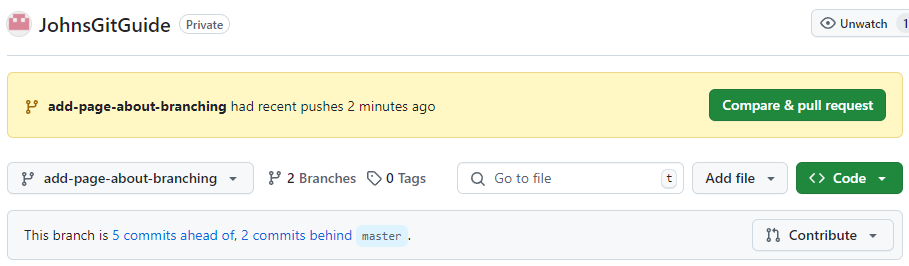 JohnsGitGuide Private
Unwatch 1
add-page-about-branching had recent pushes 2 minutes ago
Compare & pull request
add-page-about-branching 2 Branches 0 Tags Go to file t Add file Code
This branch is 5 commits ahead of, 2 commits behind master .
Contribute